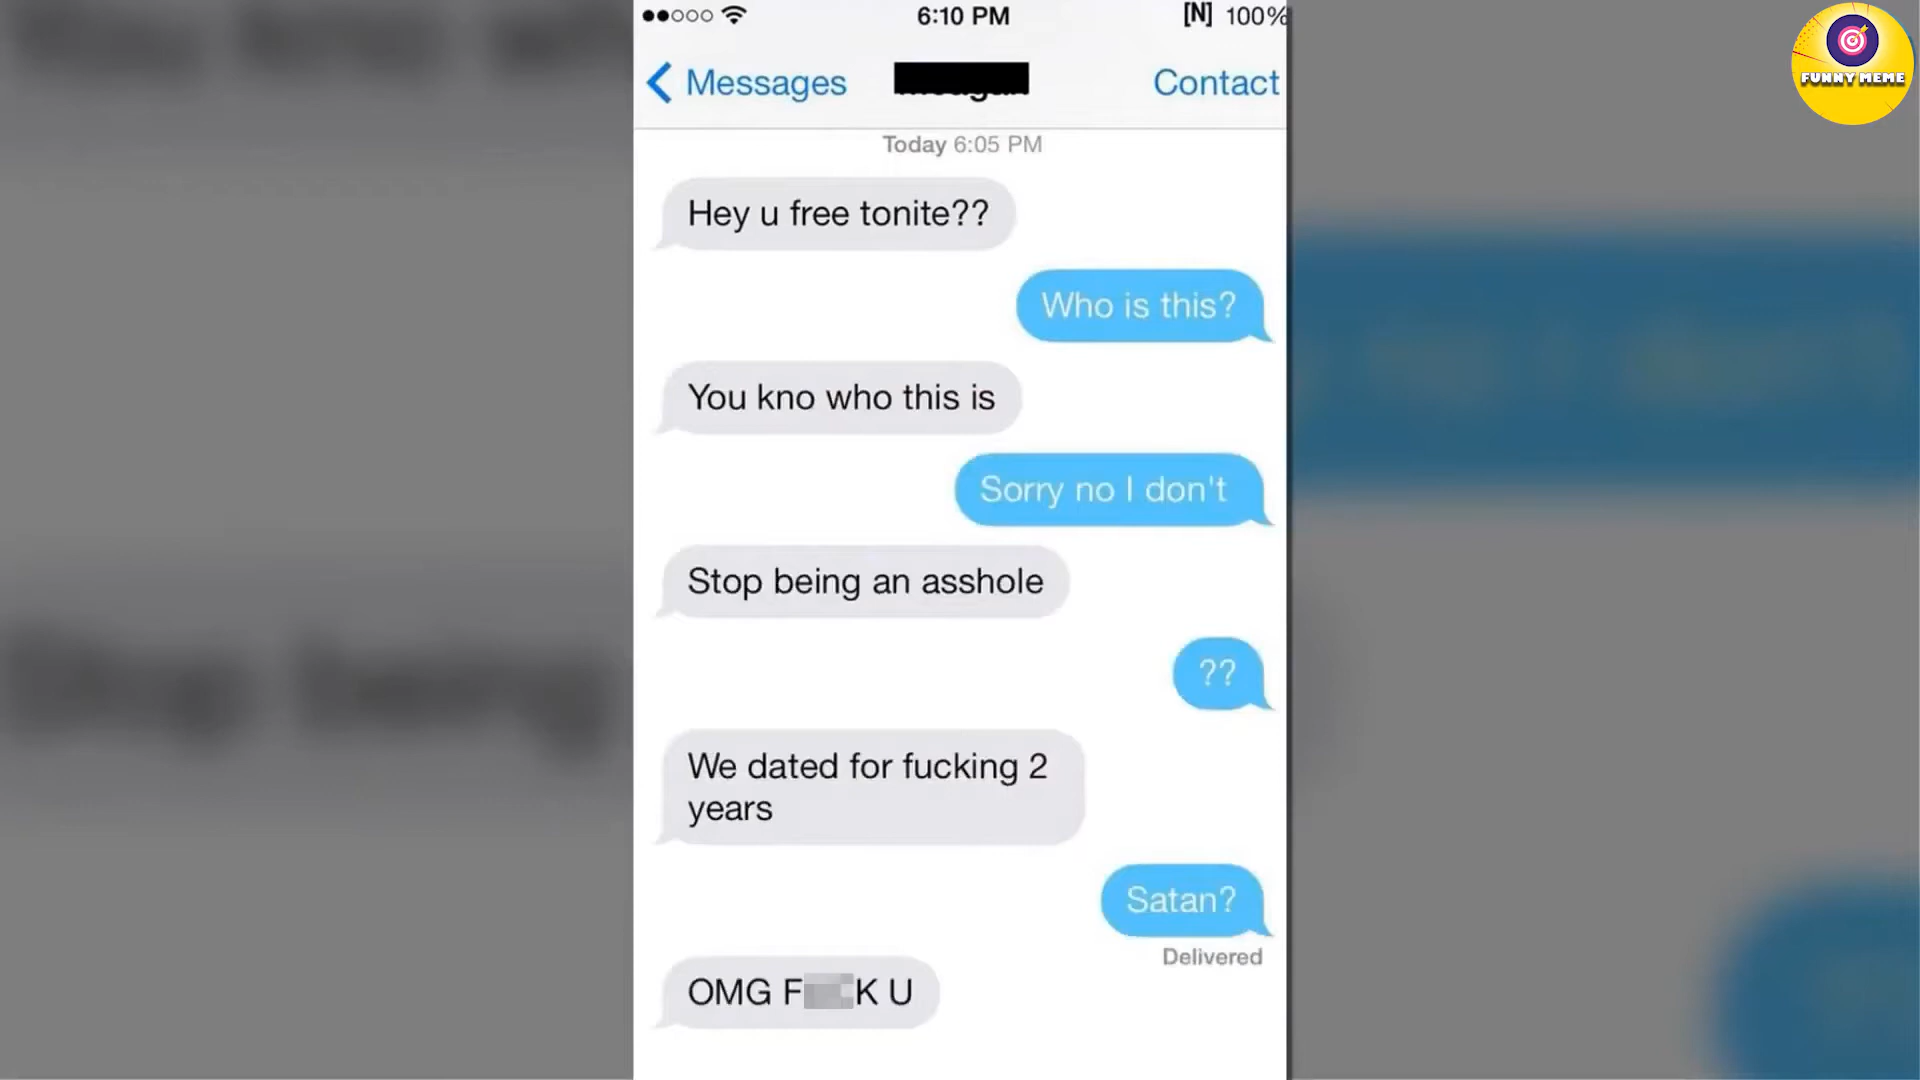 6:10 PM
[N] 100%
Messages
Contact
FUNNY MEME
Today 6:05 PM
Hey u free tonite??
Who is this?
You kno who this is
Sorry no I don't
Stop being an asshole
??
We dated for fucking 2
years
Satan?
Delivered
OMG F K U